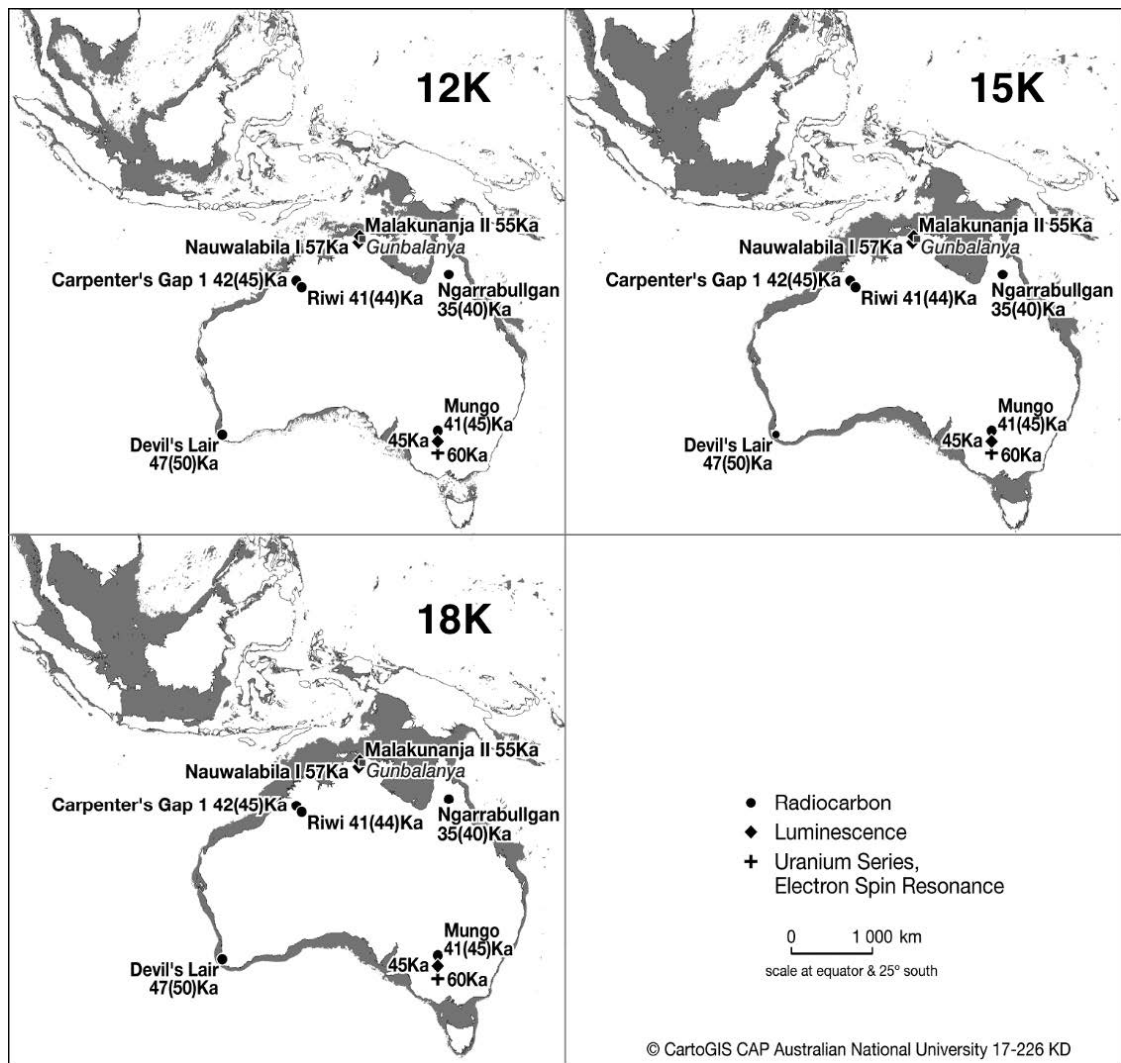 12K
Malakunanja II 55Ka
Nauwalabila I 57Ka
Gunbalanya
Carpenter's Gap 1 42(45)Ka
Riwi 41(44)Ka
Ngarrabullgan
35(40)Ka
Mungo
41(45)Ka
45Ka
60Ka
Devil's Lair
47(50)Ka
15K
Malakunanja II 55Ka
Nauwalabila I 57Ka
Gunbalanya
Carpenter's Gap 1 42(45)Ka
Riwi 41(44)Ka
Ngarrabullgan
35(40)Ka
Mungo
41(45)Ka
45Ka
60Ka
Devil's Lair
47(50)Ka
18K
Malakunanja II 55Ka
Nauwalabila I 57Ka
Gunbalanya
Carpenter's Gap 1 42(45)Ka
Riwi 41(44)Ka
Ngarrabullgan
35(40)Ka
Mungo
41(45)Ka
45Ka
60Ka
Devil's Lair
47(50)Ka
Radiocarbon
Luminescence
Uranium Series,
Electron Spin Resonance
0 1 000 km
scale at equator & 25° south
© CartoGIS CAP Australian National University 17-226 KD